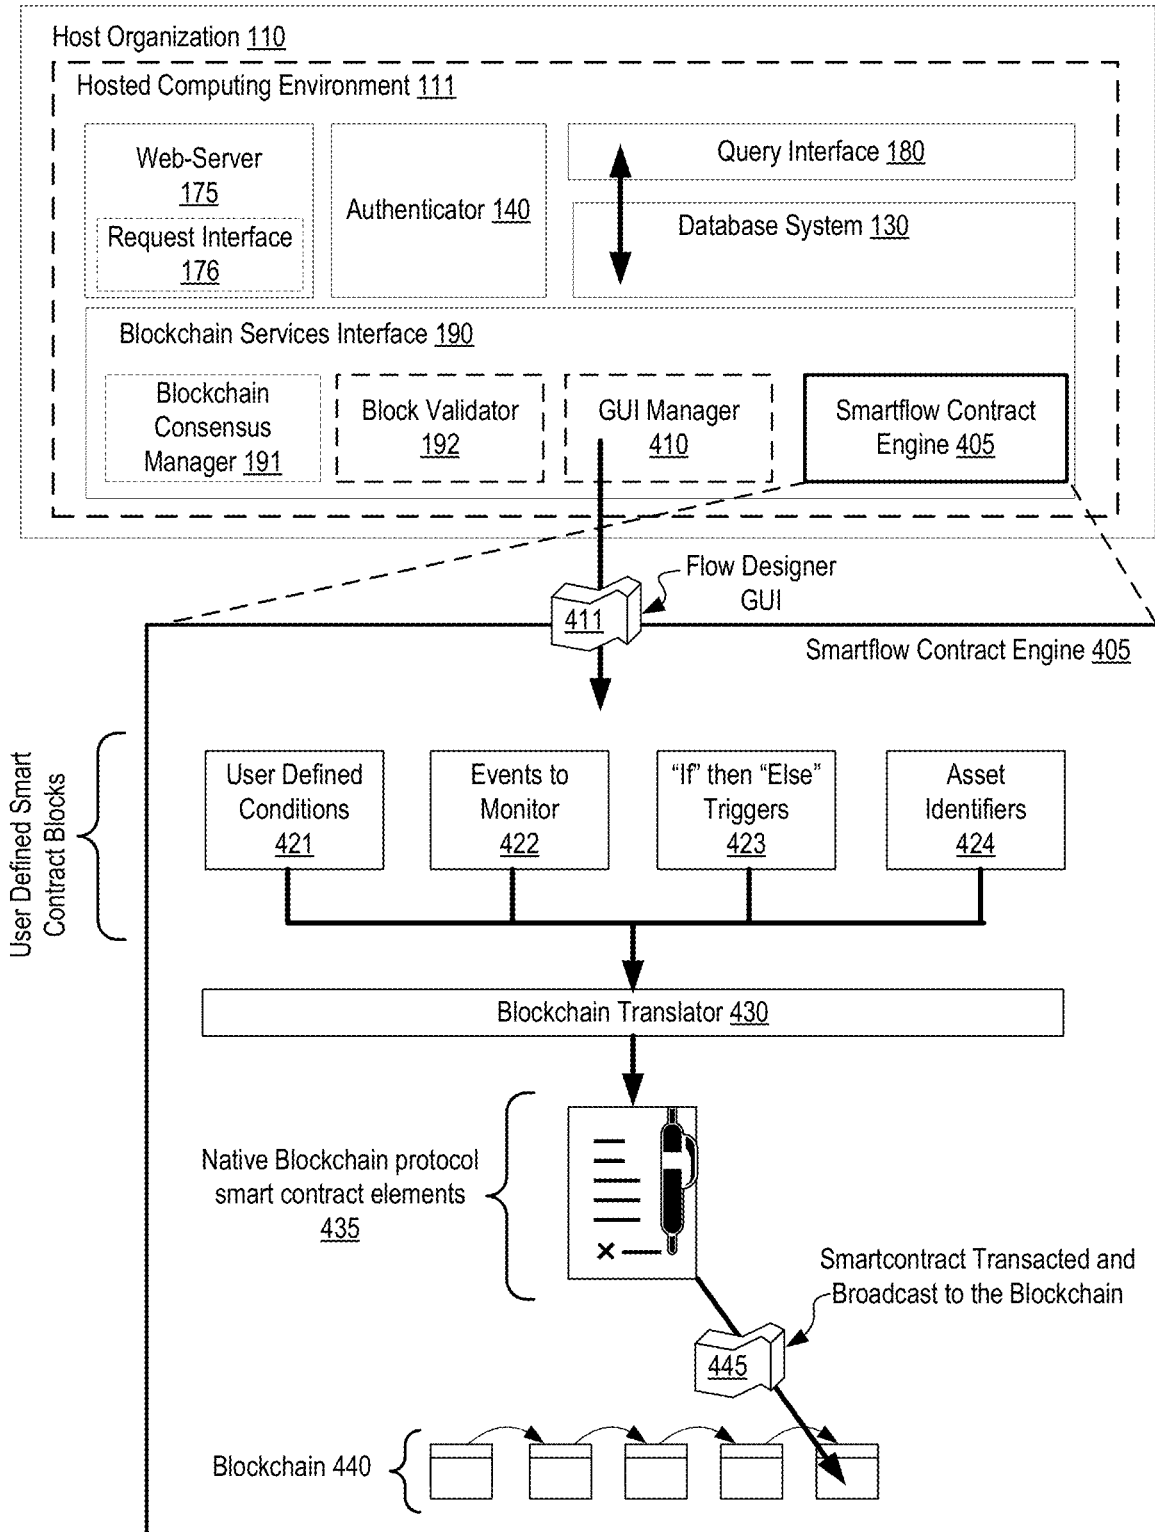 Host Organization 110
Hosted Computing Environment 111
Web-Server
175
Request Interface
176
Authenticator 140
Query Interface 180
Database System 130
Blockchain Services Interface 190
Blockchain
Consensus
Manager 191
Block Validator
192
GUI Manager
410
Smartflow Contract
Engine 405
Flow Designer
GUI
411
Smartflow Contract Engine 405
User Defined Smart
Contract Blocks
User Defined
Conditions
421
Events to
Monitor
422
“If” then “Else”
Triggers
423
Asset
Identifiers
424
Blockchain Translator 430
Native Blockchain protocol
smart contract elements
435
Smartcontract Transacted and
Broadcast to the Blockchain
445
Blockchain 440